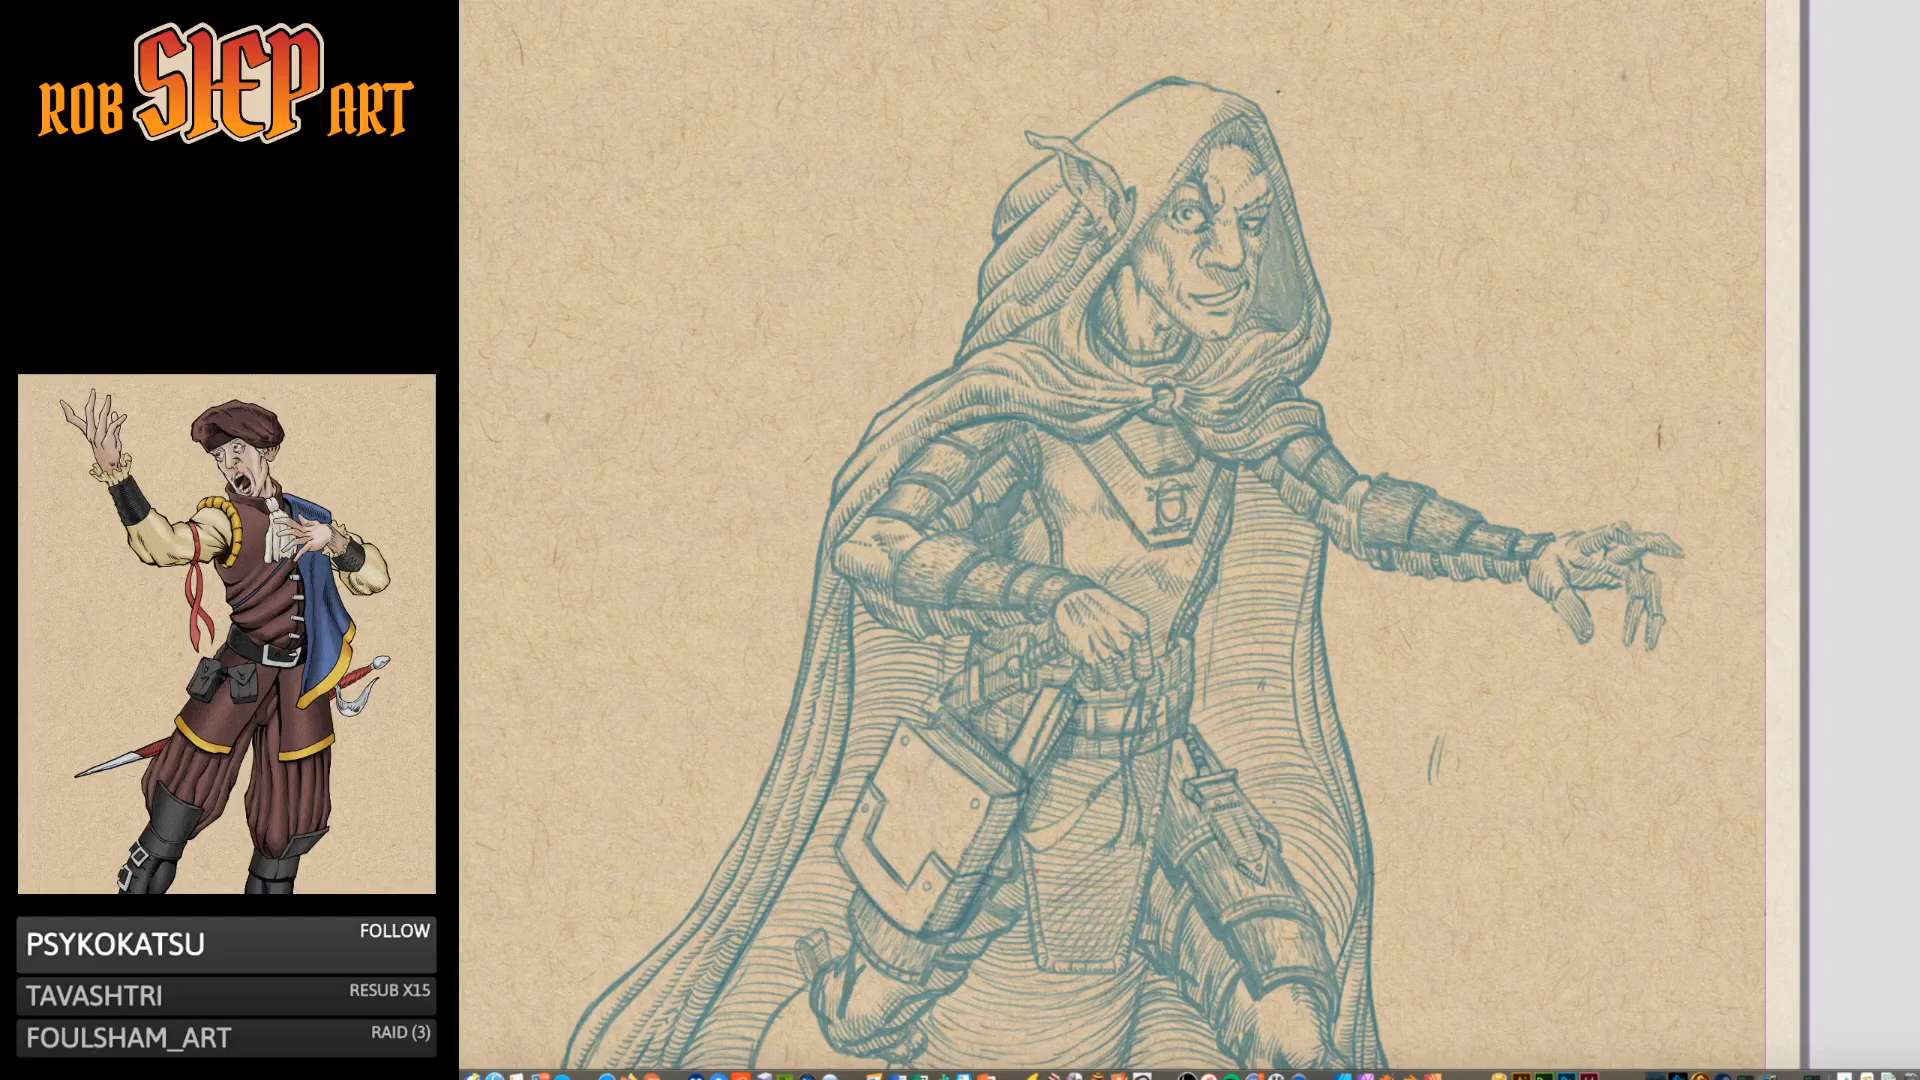 ROB SIEP ART
PSYKOKATSU FOLLOW
TAVASHTRI RESUB X15
FOULSHAM_ART RAID (3)